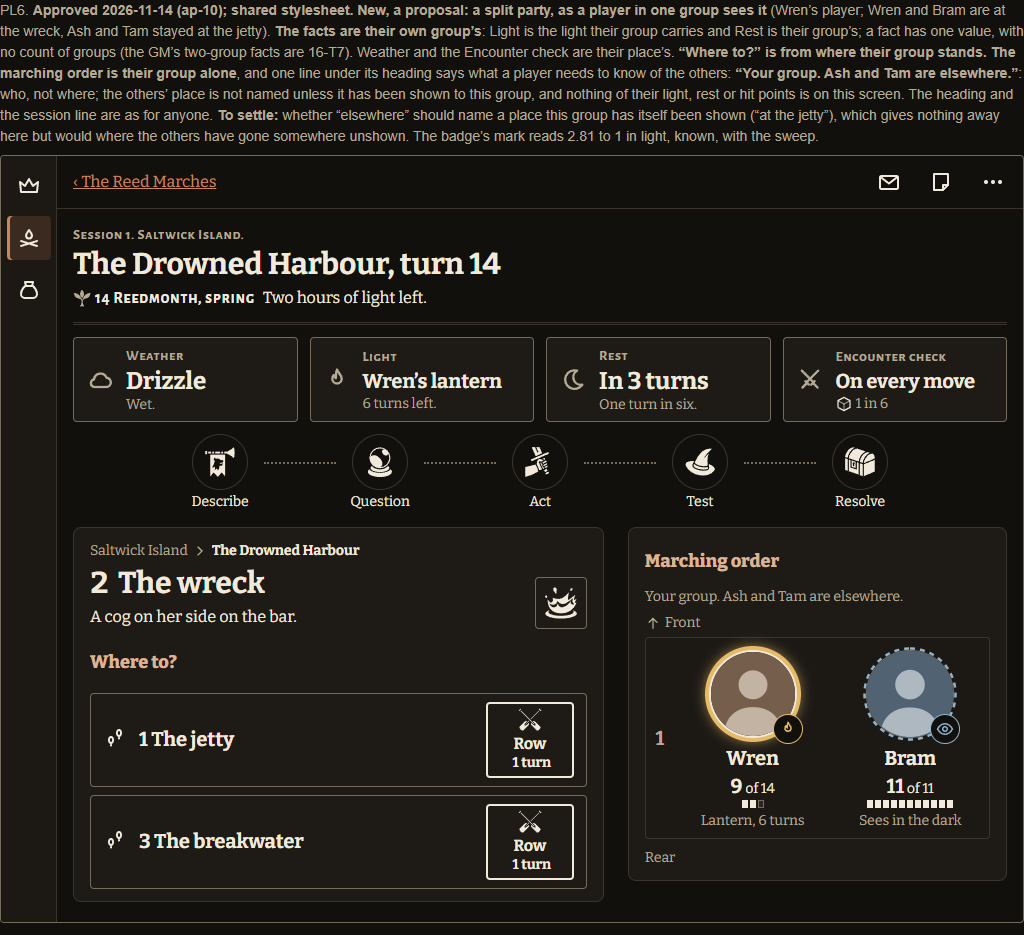 PL6. Approved 2026-11-14 (ap-10); shared stylesheet. New, a proposal: a split party, as a player in one group sees it (Wren's player; Wren and Bram are at
the wreck, Ash and Tam stayed at the jetty). The facts are their own group's: Light is the light their group carries and Rest is their group's; a fact has one value, with
no count of groups (the GM's two-group facts are 16-T7). Weather and the Encounter check are their place's. “Where to?” is from where their group stands. The
marching order is their group alone, and one line under its heading says what a player needs to know of the others: “Your group. Ash and Tam are elsewhere.”:
who, not where; the others' place is not named unless it has been shown to this group, and nothing of their light, rest or hit points is on this screen. The heading and
the session line are as for anyone. To settle: whether “elsewhere” should name a place this group has itself been shown (“at the jetty”), which gives nothing away
here but would where the others have gone somewhere unshown. The badge's mark reads 2.81 to 1 in light, known, with the sweep.
‹ The Reed Marches
Session 1. Saltwick Island.
The Drowned Harbour, turn 14
14 Reedmonth, spring Two hours of light left.
Weather
Drizzle
Wet.
Light
Wren's lantern
6 turns left.
Rest
In 3 turns
One turn in six.
Encounter check
On every move
1 in 6
Describe
Question
Act
Test
Resolve
Saltwick Island > The Drowned Harbour
2 The wreck
A cog on her side on the bar.
Where to?
1 The jetty
Row
1 turn
3 The breakwater
Row
1 turn
Marching order
Your group. Ash and Tam are elsewhere.
↑ Front
1
Wren
9 of 14
Lantern, 6 turns
Bram
11 of 11
Sees in the dark
Rear